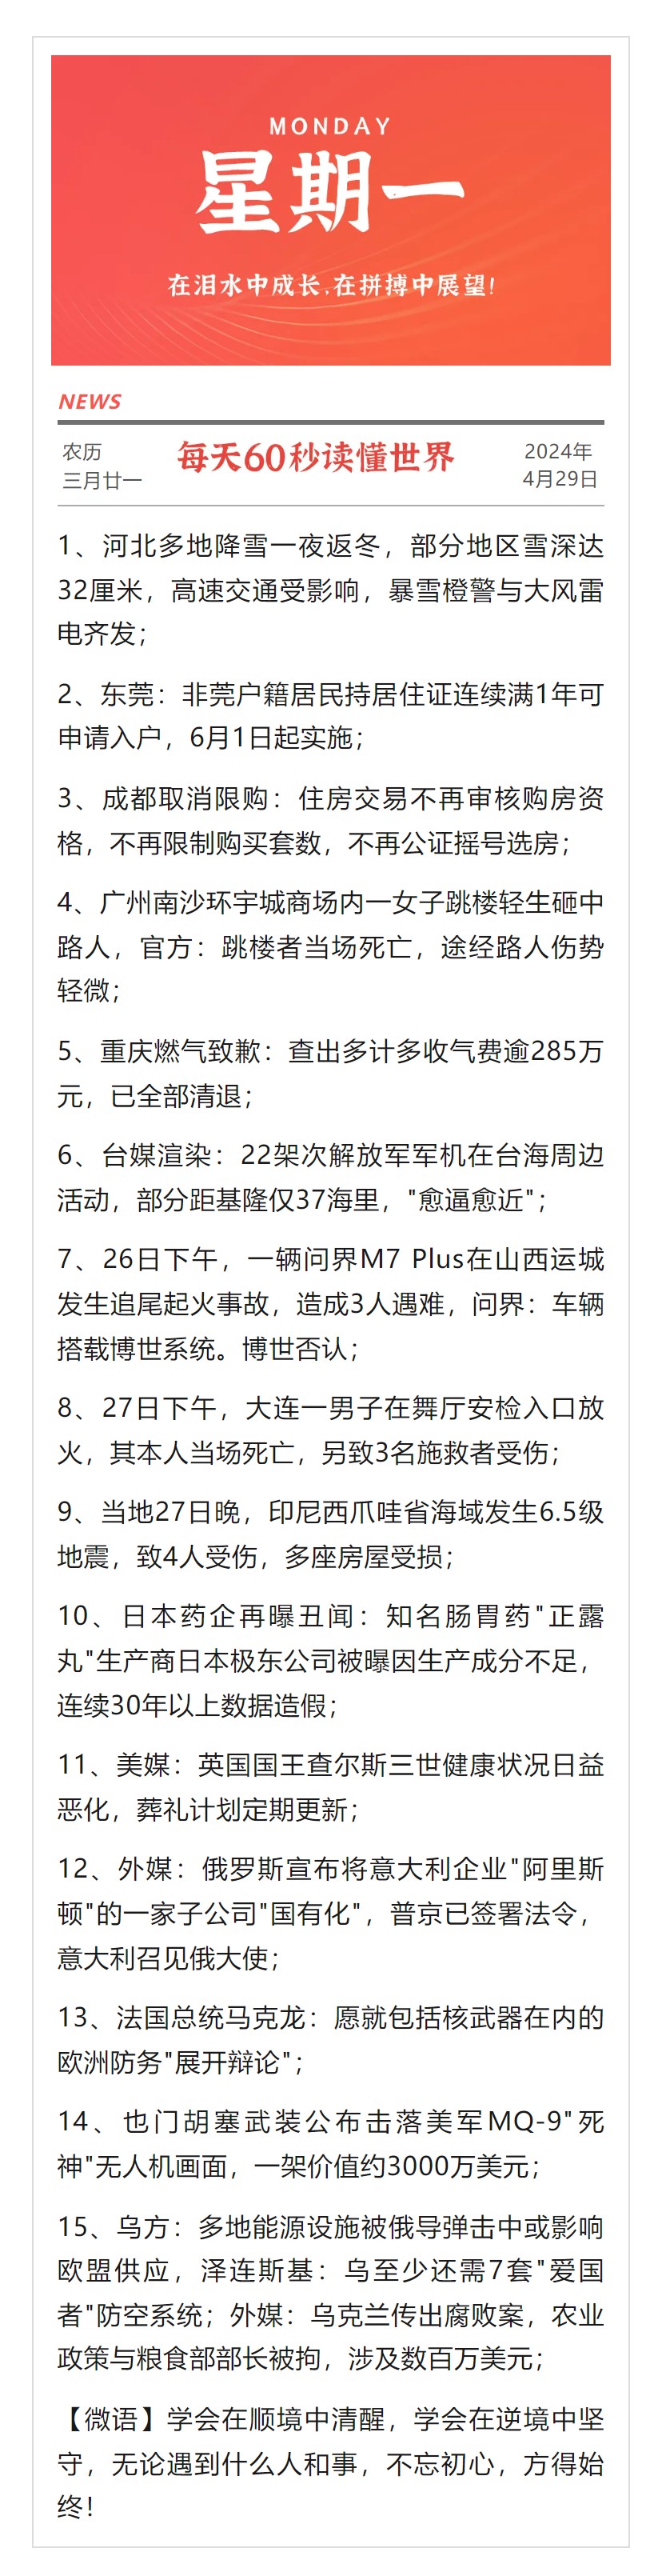 MONDAY
星期一
在泪水中成长,在拼搏中展望!
NEWS
农历
三月廿一
每天60秒读懂世界
2024年
4月29日
1、河北多地降雪一夜返冬，部分地区雪深达
32厘米，高速交通受影响，暴雪橙警与大风雷
电齐发；
2、东莞：非莞户籍居民持居住证连续满1年可
申请入户，6月1日起实施；
3、成都取消限购：住房交易不再审核购房资
格，不再限制购买套数，不再公证摇号选房；
4、广州南沙环宇城商场内一女子跳楼轻生砸中
路人，官方：跳楼者当场死亡，途经路人伤势
轻微；
5、重庆燃气致歉：查出多计多收气费逾285万
元，已全部清退；
6、台媒渲染：22架次解放军军机在台海周边
活动，部分距基隆仅37海里，"愈逼愈近"；
7、26日下午，一辆问界M7 Plus在山西运城
发生追尾起火事故，造成3人遇难，问界：车辆
搭载博世系统。博世否认；
8、27日下午，大连一男子在舞厅安检入口放
火，其本人当场死亡，另致3名施救者受伤；
9、当地27日晚，印尼西爪哇省海域发生6.5级
地震，致4人受伤，多座房屋受损；
10、日本药企再曝丑闻：知名肠胃药"正露
丸"生产商日本极东公司被曝因生产成分不足，
连续30年以上数据造假；
11、美媒：英国国王查尔斯三世健康状况日益
恶化，葬礼计划定期更新；
12、外媒：俄罗斯宣布将意大利企业"阿里斯
顿"的一家子公司"国有化"，普京已签署法令，
意大利召见俄大使；
13、法国总统马克龙：愿就包括核武器在内的
欧洲防务"展开辩论"；
14、也门胡塞武装公布击落美军MQ-9"死
神"无人机画面，一架价值约3000万美元；
15、乌方：多地能源设施被俄导弹击中或影响
欧盟供应，泽连斯基：乌至少还需7套"爱国
者"防空系统；外媒：乌克兰传出腐败案，农业
政策与粮食部部长被拘，涉及数百万美元；
【微语】学会在顺境中清醒，学会在逆境中坚
守，无论遇到什么人和事，不忘初心，方得始
终！